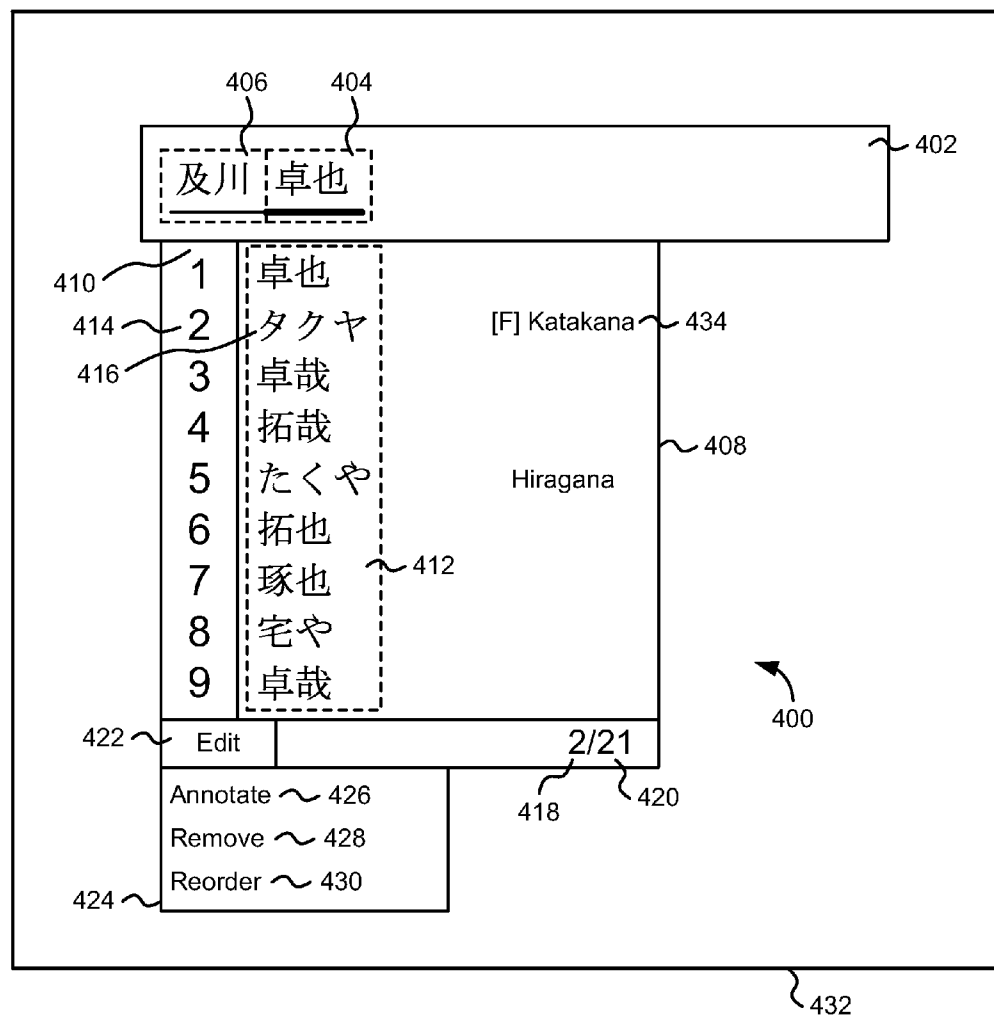 406 404
及川 卓也 402
410 1 卓也
414 2 タクヤ [F] Katakana 434
416
3 卓哉
4 拓哉 408
5 たくや Hiragana
6 拓也
412
7 琢也
8 宅や
9 卓哉
400
422 Edit 2/21
418 420
Annotate 426
Remove 428
Reorder 430
424
432